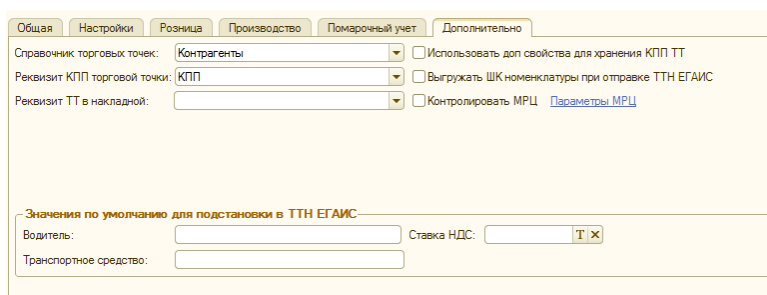 Общая Настройки Розница Производство Помарочный учет Дополнительно
Справочник торговых точек: Контрагенты Использовать доп свойства для хранения КПП ТТ
Реквизит КПП торговой точки: КПП Выгружать ШК номенклатуры при отправке ТТН ЕГАИС
Реквизит ТТ в накладной: Контролировать МРЦ Параметры МРЦ
Значения по умолчанию для подстановки в ТТН ЕГАИС
Водитель: Ставка НДС: T ×
Транспортное средство: